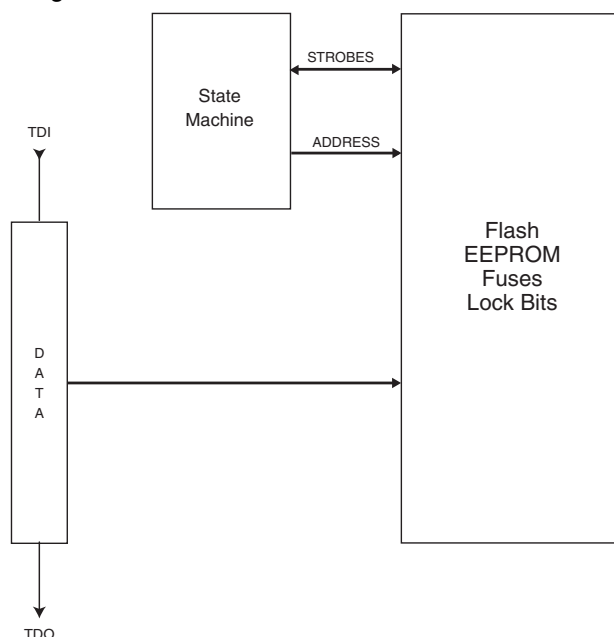 STROBES
State
Machine
ADDRESS
TDI
Flash
EEPROM
Fuses
Lock Bits
D
A
T
A
TDO